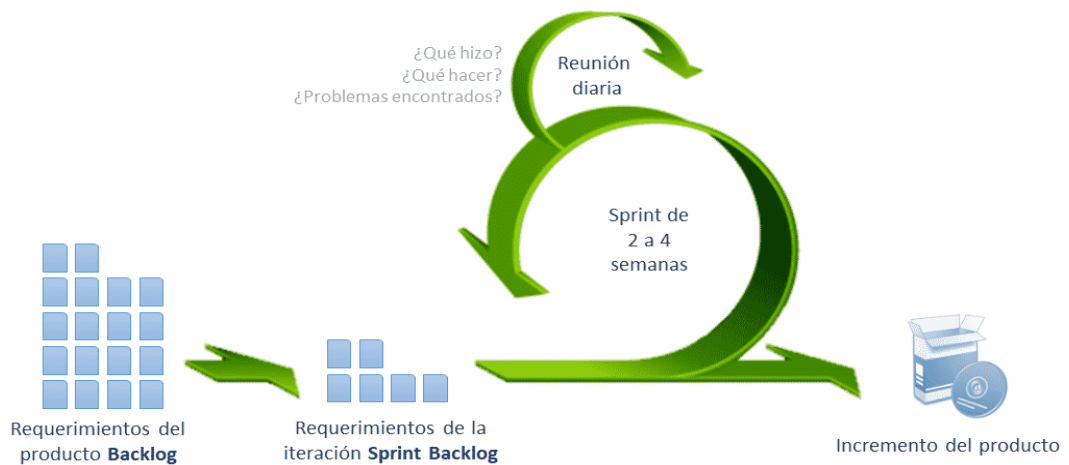 ¿Qué hizo?
¿Qué hacer?
¿Problemas encontrados?
Reunión
diaria
Sprint de
2 a 4
semanas
Requerimientos del
producto Backlog
Requerimientos de la
iteración Sprint Backlog
Incremento del producto